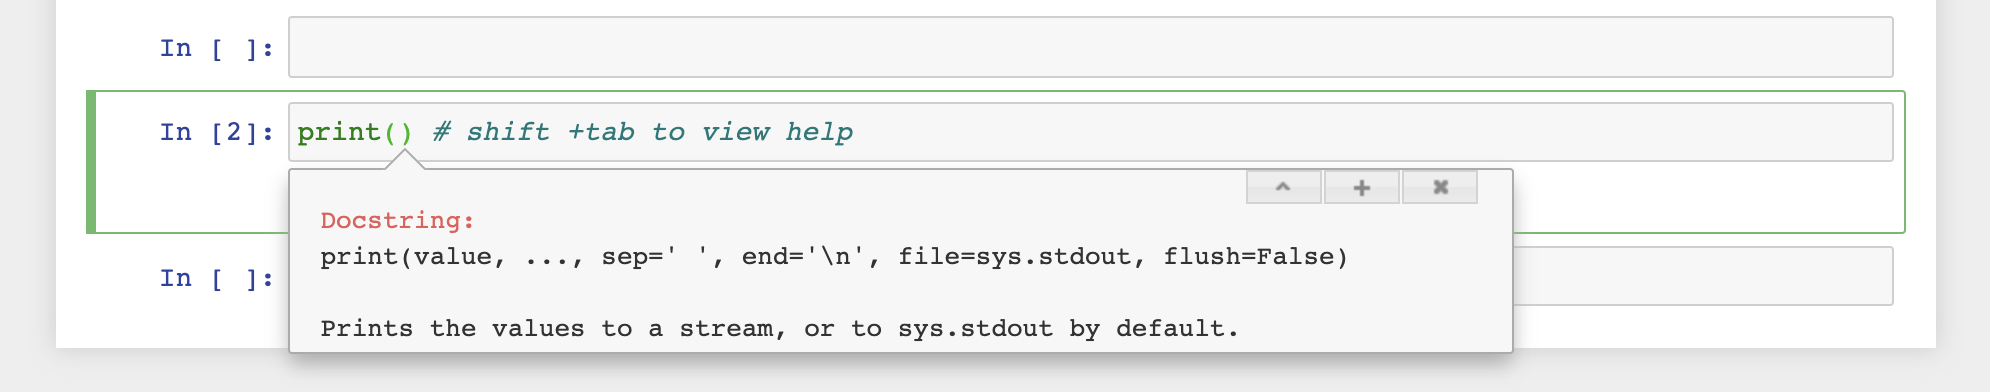 In [ ]:
In [2]: print() # shift +tab to view help
Docstring:
print(value, ..., sep=' ', end='\n', file=sys.stdout, flush=False)
In [ ]:
Prints the values to a stream, or to sys.stdout by default.